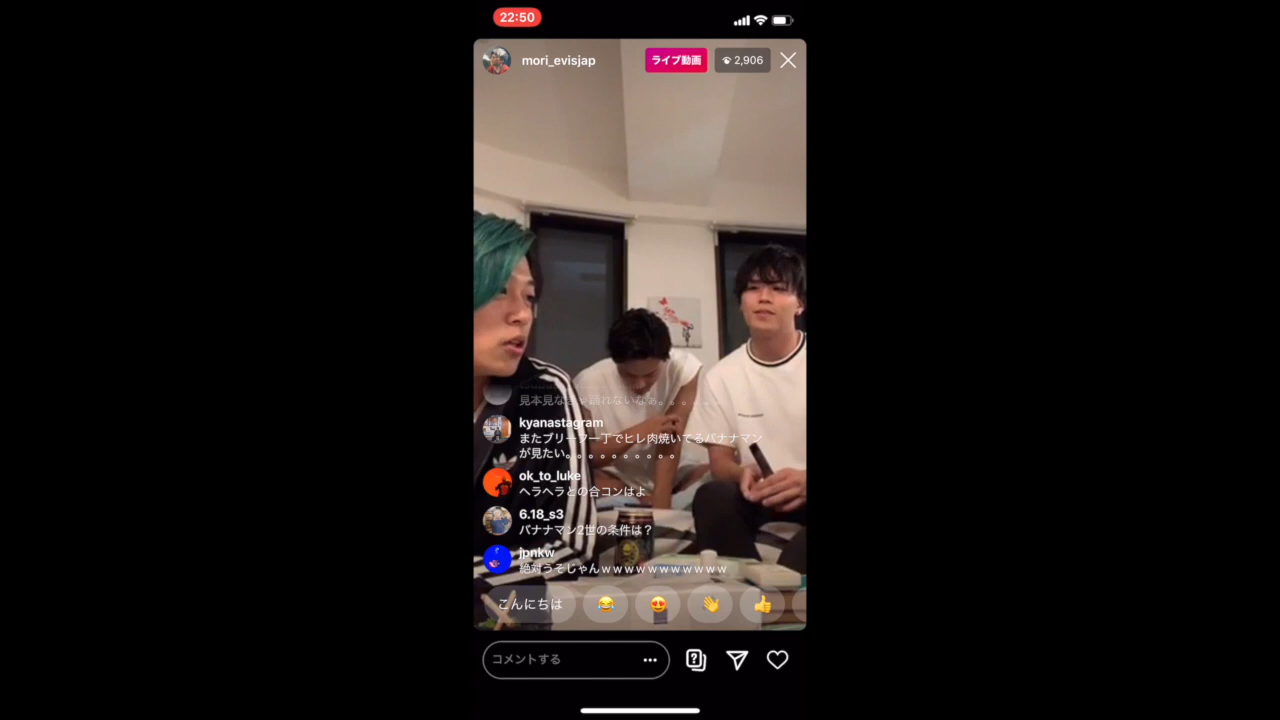 22:50
mori_evisjap
ライブ動画
2,906
kyanastagram
またブリーフ一丁でヒレ肉焼いてるバナナマン
が見たい。。。。。。。。。。
ok_to_luke
ヘラヘラとの合コンはよ
6.18_s3
バナナマン2世の条件は？
jpnkw
絶対うそじゃんｗｗｗｗｗｗｗｗｗｗｗ
こんにちは
コメントする